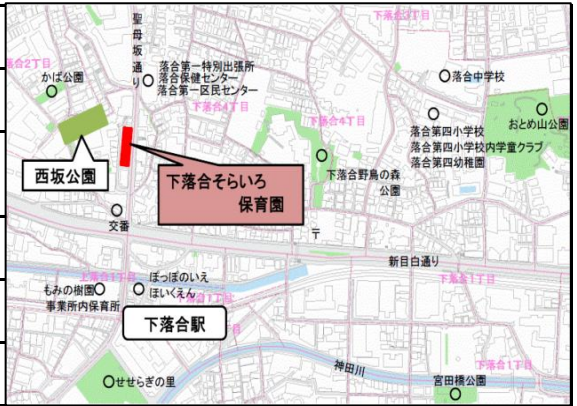 下落合3丁目
聖母坂通り
落合2丁目
かば公園
落合第一特別出張所
落合保健センター
落合第一区民センター
落合中学校
下落合4丁目
下落合4丁目
おとめ山公園
落合第四小学校
落合第四小学校内学童クラブ
落合第四幼稚園
西坂公園
下落合そらいろ
保育園
下落合野鳥の森
公園
交番
〒
新目白通り
上落合1丁目
ぽっぽのいえ
ほいくえん
もみの樹園
事業所内保育所
下落合1丁目
下落合駅
神田川
せせらぎの里
下落合1丁目
宮田橋公園